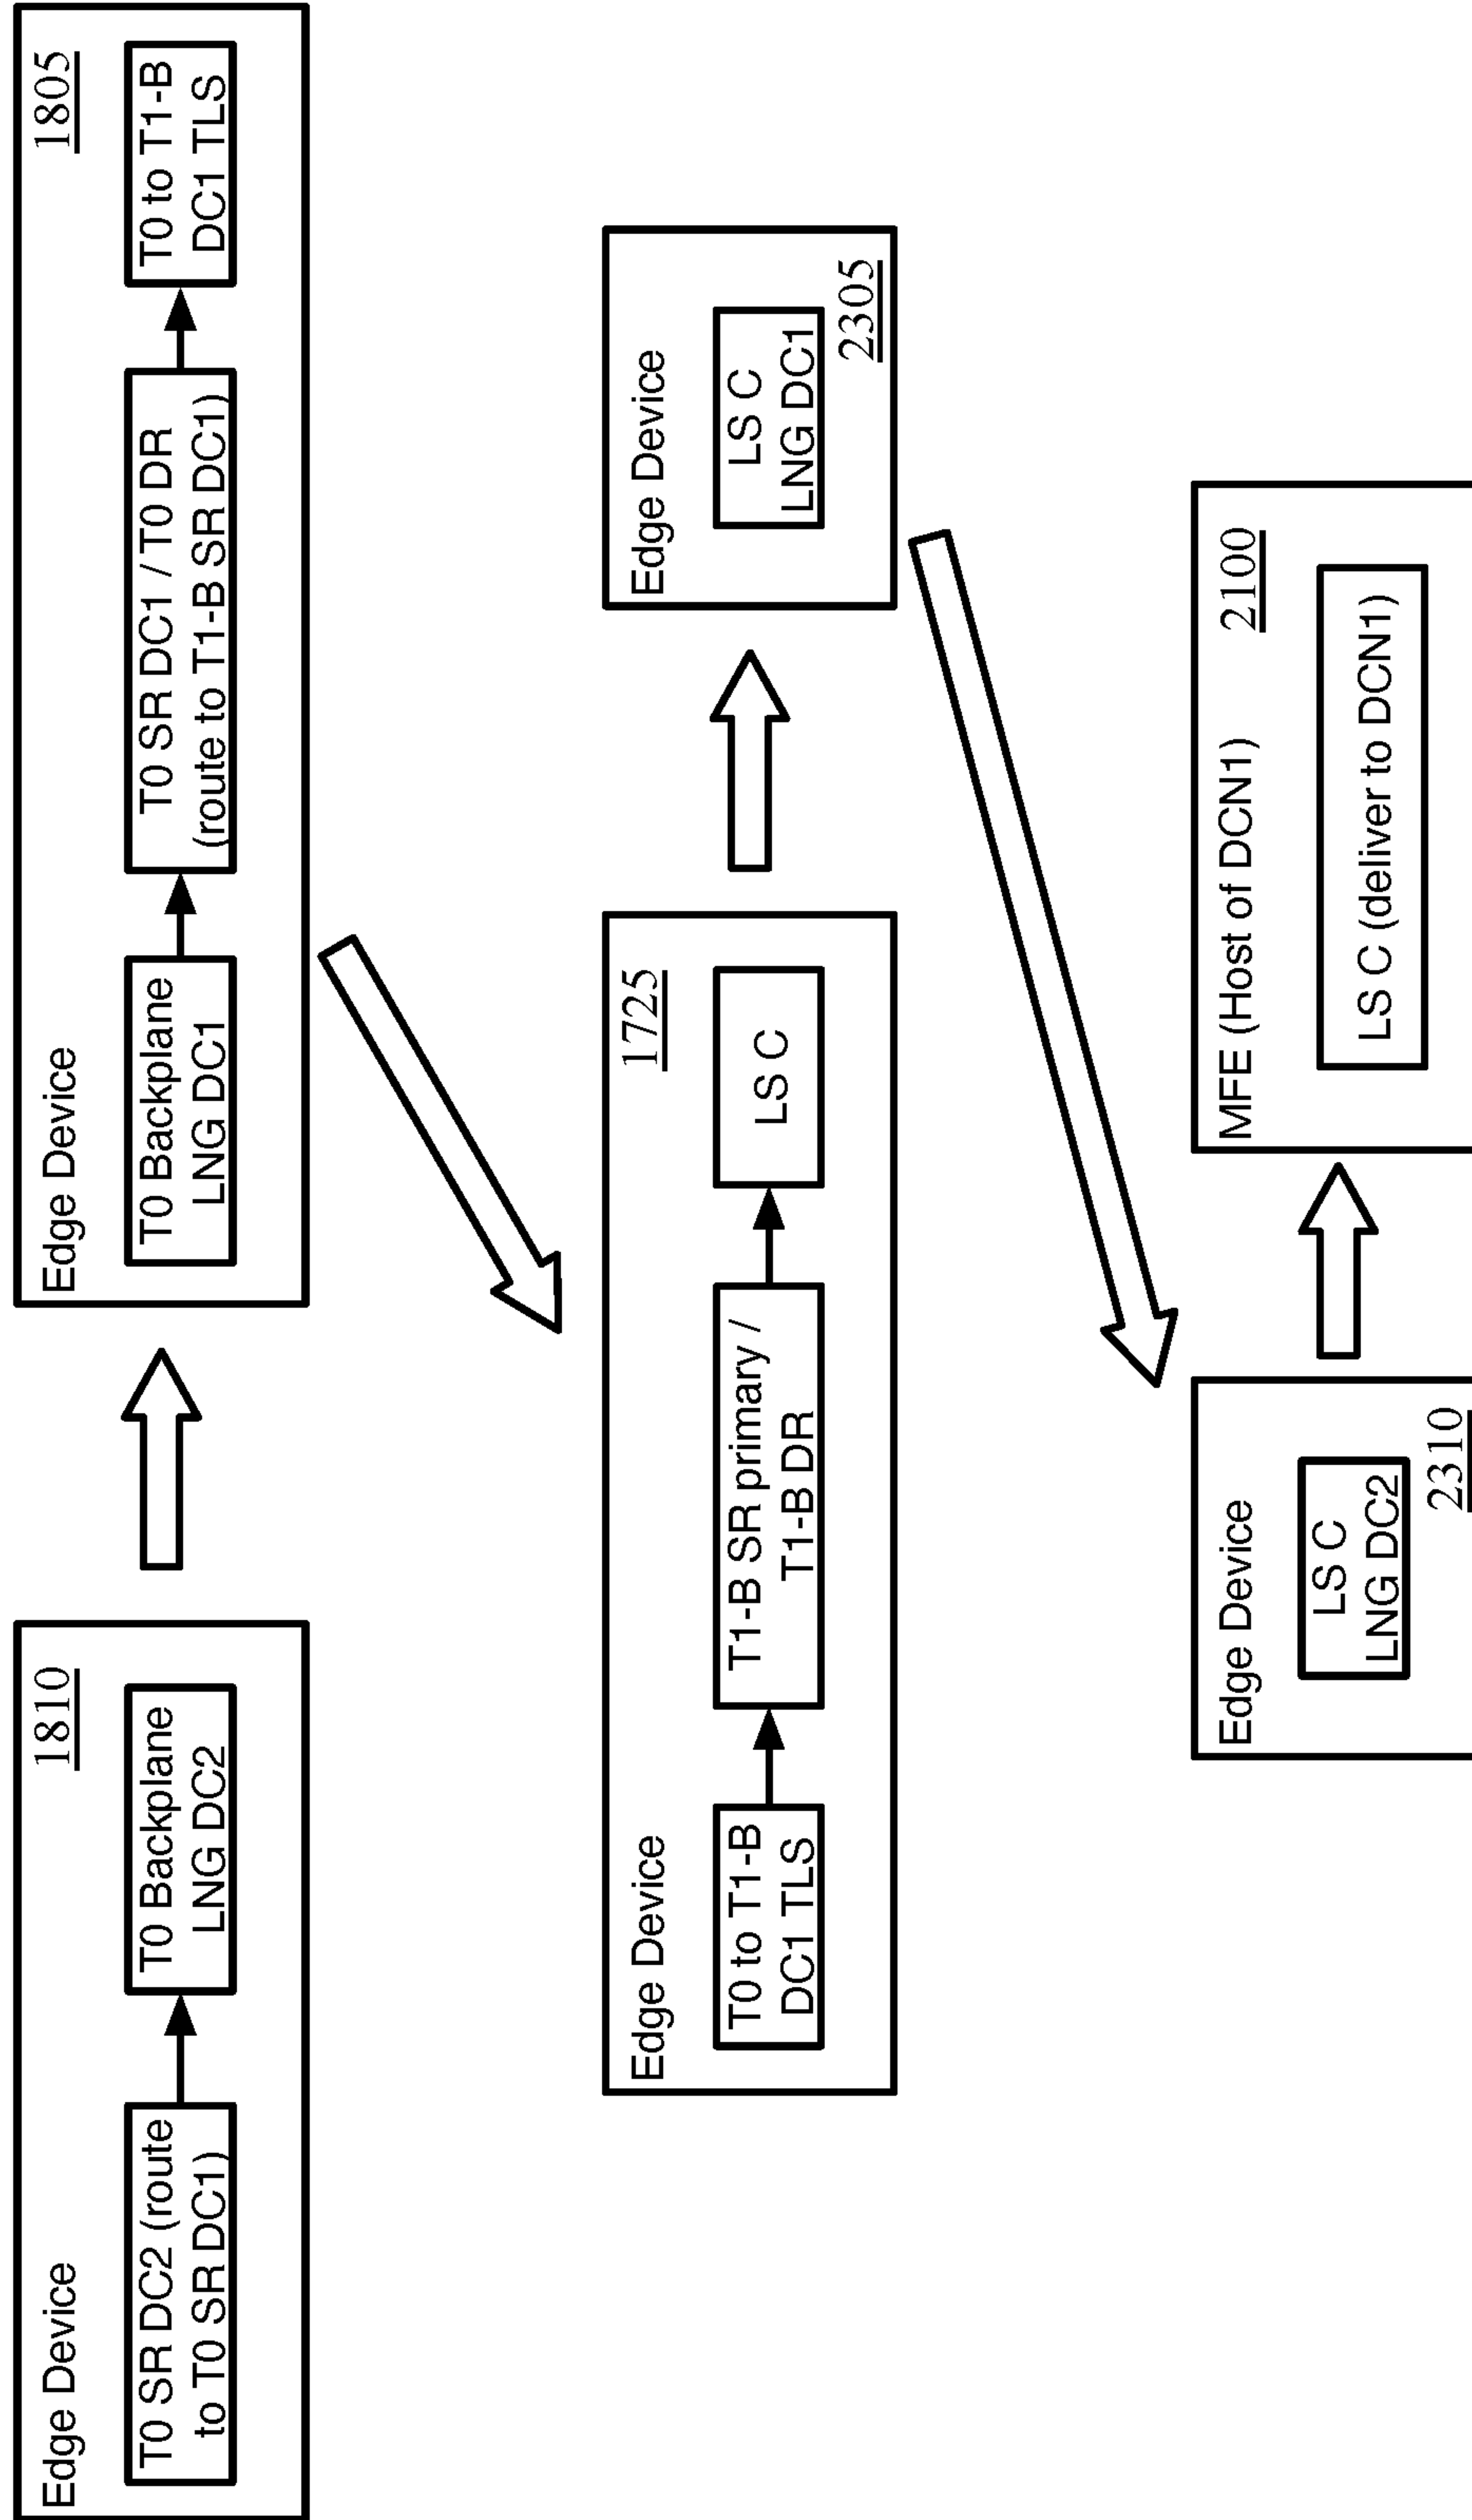 Edge Device
1810
T0 SR DC2 (route
to T0 SR DC1)
T0 Backplane
LNG DC2
Edge Device
1805
T0 Backplane
LNG DC1
T0 SR DC1 / T0 DR
(route to T1-B SR DC1)
T0 to T1-B
DC1 TLS
Edge Device
1725
T0 to T1-B
DC1 TLS
T1-B SR primary /
T1-B DR
LS C
Edge Device
LS C
LNG DC1
2305
Edge Device
LS C
LNG DC2
2310
MFE (Host of DCN1)
2100
LS C (deliver to DCN1)